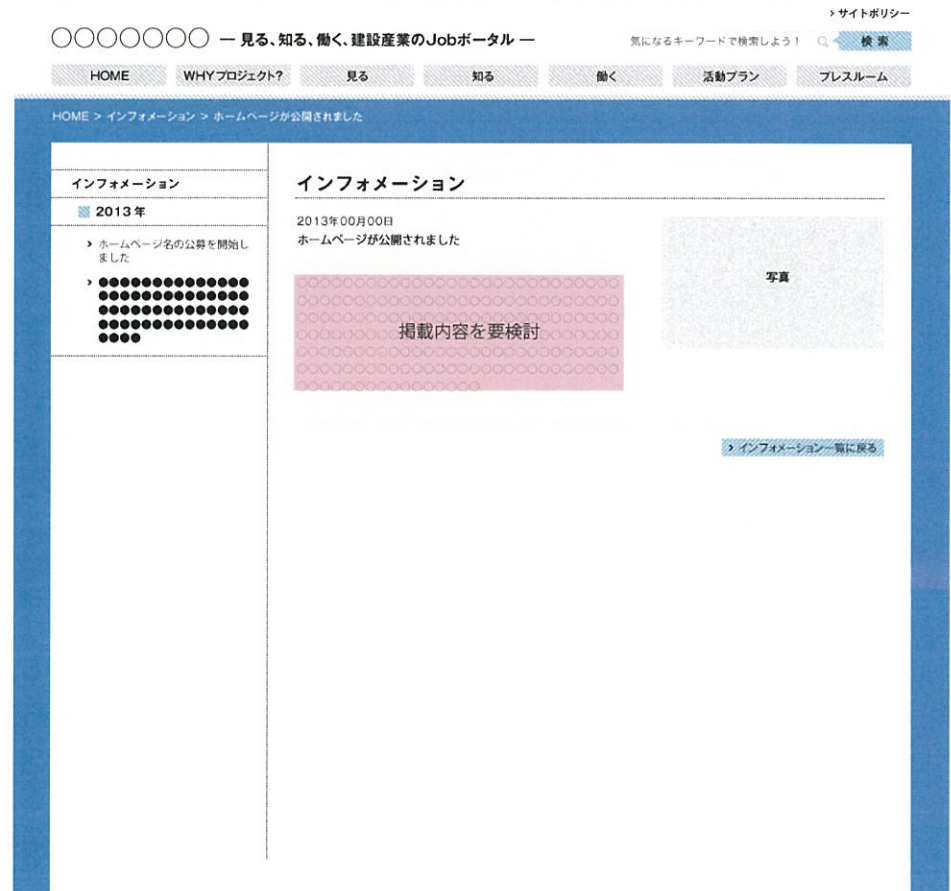 › サイトポリシー
○○○○○○○○ ― 見る、知る、働く、建設産業のJobポータル ―
気になるキーワードで検索しよう!
検索
HOME WHYプロジェクト? 見る 知る 働く 活動プラン プレスルーム
HOME > インフォメーション > ホームページが公開されました
インフォメーション
2013年
› ホームページ名の公募を開始し
ました
› ●●●●●●●●●●●●●●
●●●●●●●●●●●●●●
●●●●●●●●●●●●●●
●●●●●●●●●●●●●●
●●●●
インフォメーション
2013年00月00日
ホームページが公開されました
掲載内容を要検討
写真
› インフォメーション一覧に戻る